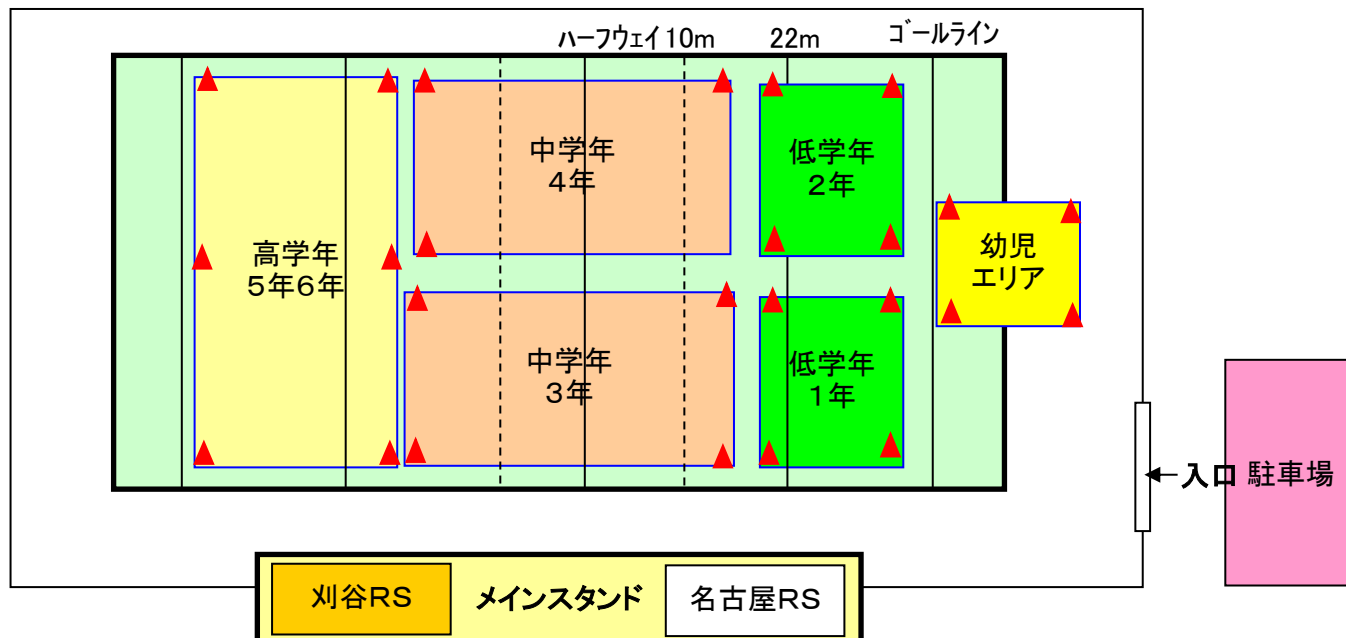 ハーフウェイ 10m 22m ゴールライン
中学年
４年
低学年
２年
高学年
５年６年
幼児
エリア
中学年
３年
低学年
１年
入口 駐車場
刈谷RS メインスタンド 名古屋RS